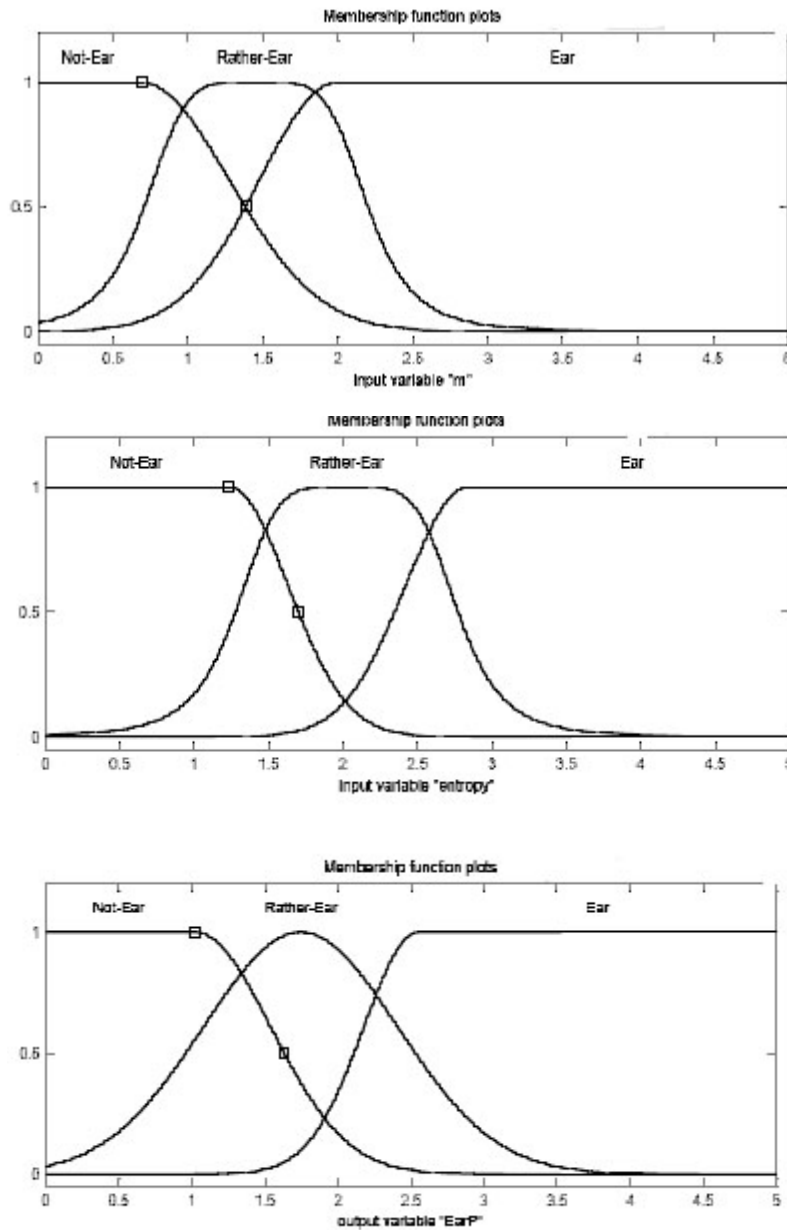 Membership function plots
Not-Ear Rather-Ear Ear
1
0.5
0
0 0.5 1 1.5 2 2.5 3 3.5 4 4.5 5
Input variable "m"
Membership function plots
Not-Ear Rather-Ear Ear
1
0.5
0
0 0.5 1 1.5 2 2.5 3 3.5 4 4.5 5
Input variable "entropy"
Membership function plots
Not-Ear Rather-Ear Ear
1
0.5
0
0 0.5 1 1.5 2 2.5 3 3.5 4 4.5 5
output variable "EarP"